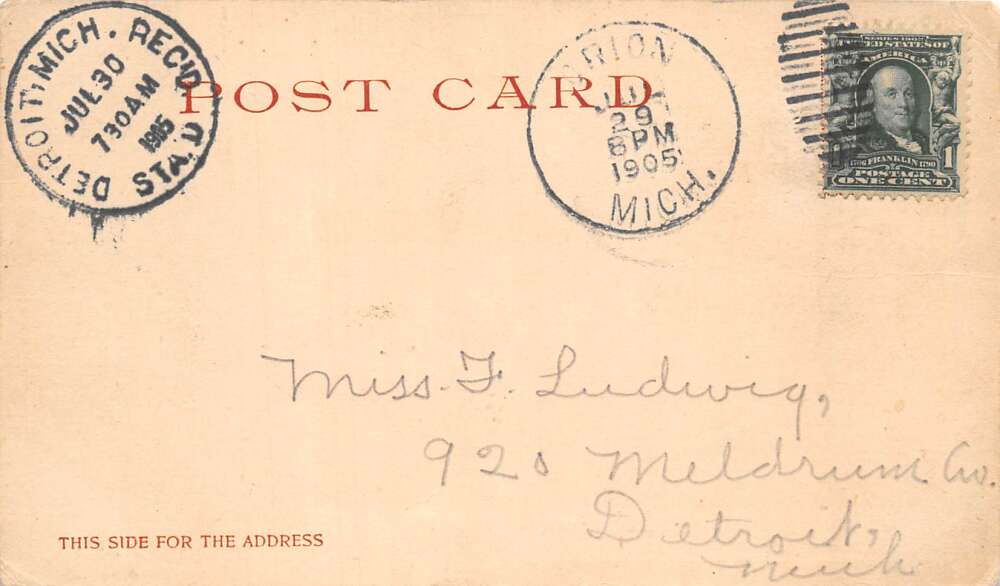 DETROIT, MICH. REC'D
JUL 30
730 A.M
1905
STA. D
POST CARD
ORION
JUL
29
8 PM
1905
MICH.
SERIES 1902
UNITED STATES OF
AMERICA
1706 FRANKLIN 1790
POSTAGE
ONE CENT
1
Miss. F. Ludwig,
920 Meldrum Av.
Detroit,
Mich
THIS SIDE FOR THE ADDRESS